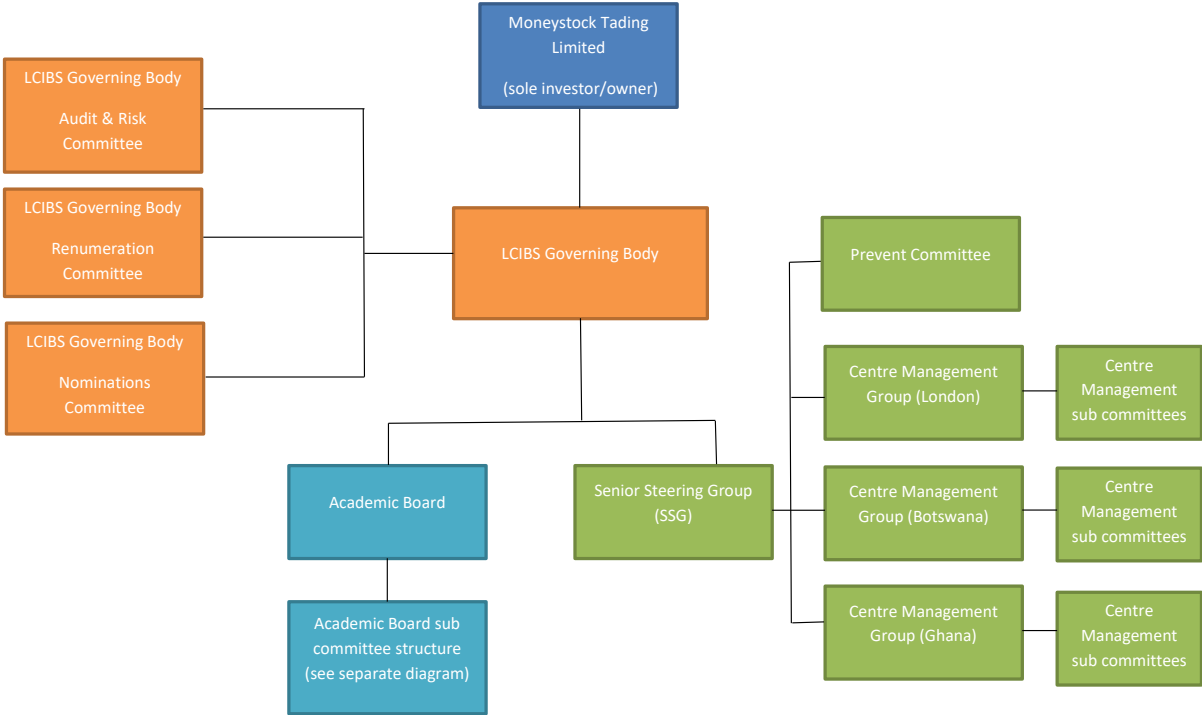 Moneystock Tading
Limited
(sole investor/owner)
LCIBS Governing Body
Audit & Risk
Committee
LCIBS Governing Body
Renumeration
Committee
LCIBS Governing Body
Nominations
Committee
LCIBS Governing Body
Prevent Committee
Centre Management
Group (London)
Centre
Management
sub committees
Academic Board
Senior Steering Group
(SSG)
Centre Management
Group (Botswana)
Centre
Management
sub committees
Academic Board sub
committee structure
(see separate diagram)
Centre Management
Group (Ghana)
Centre
Management
sub committees